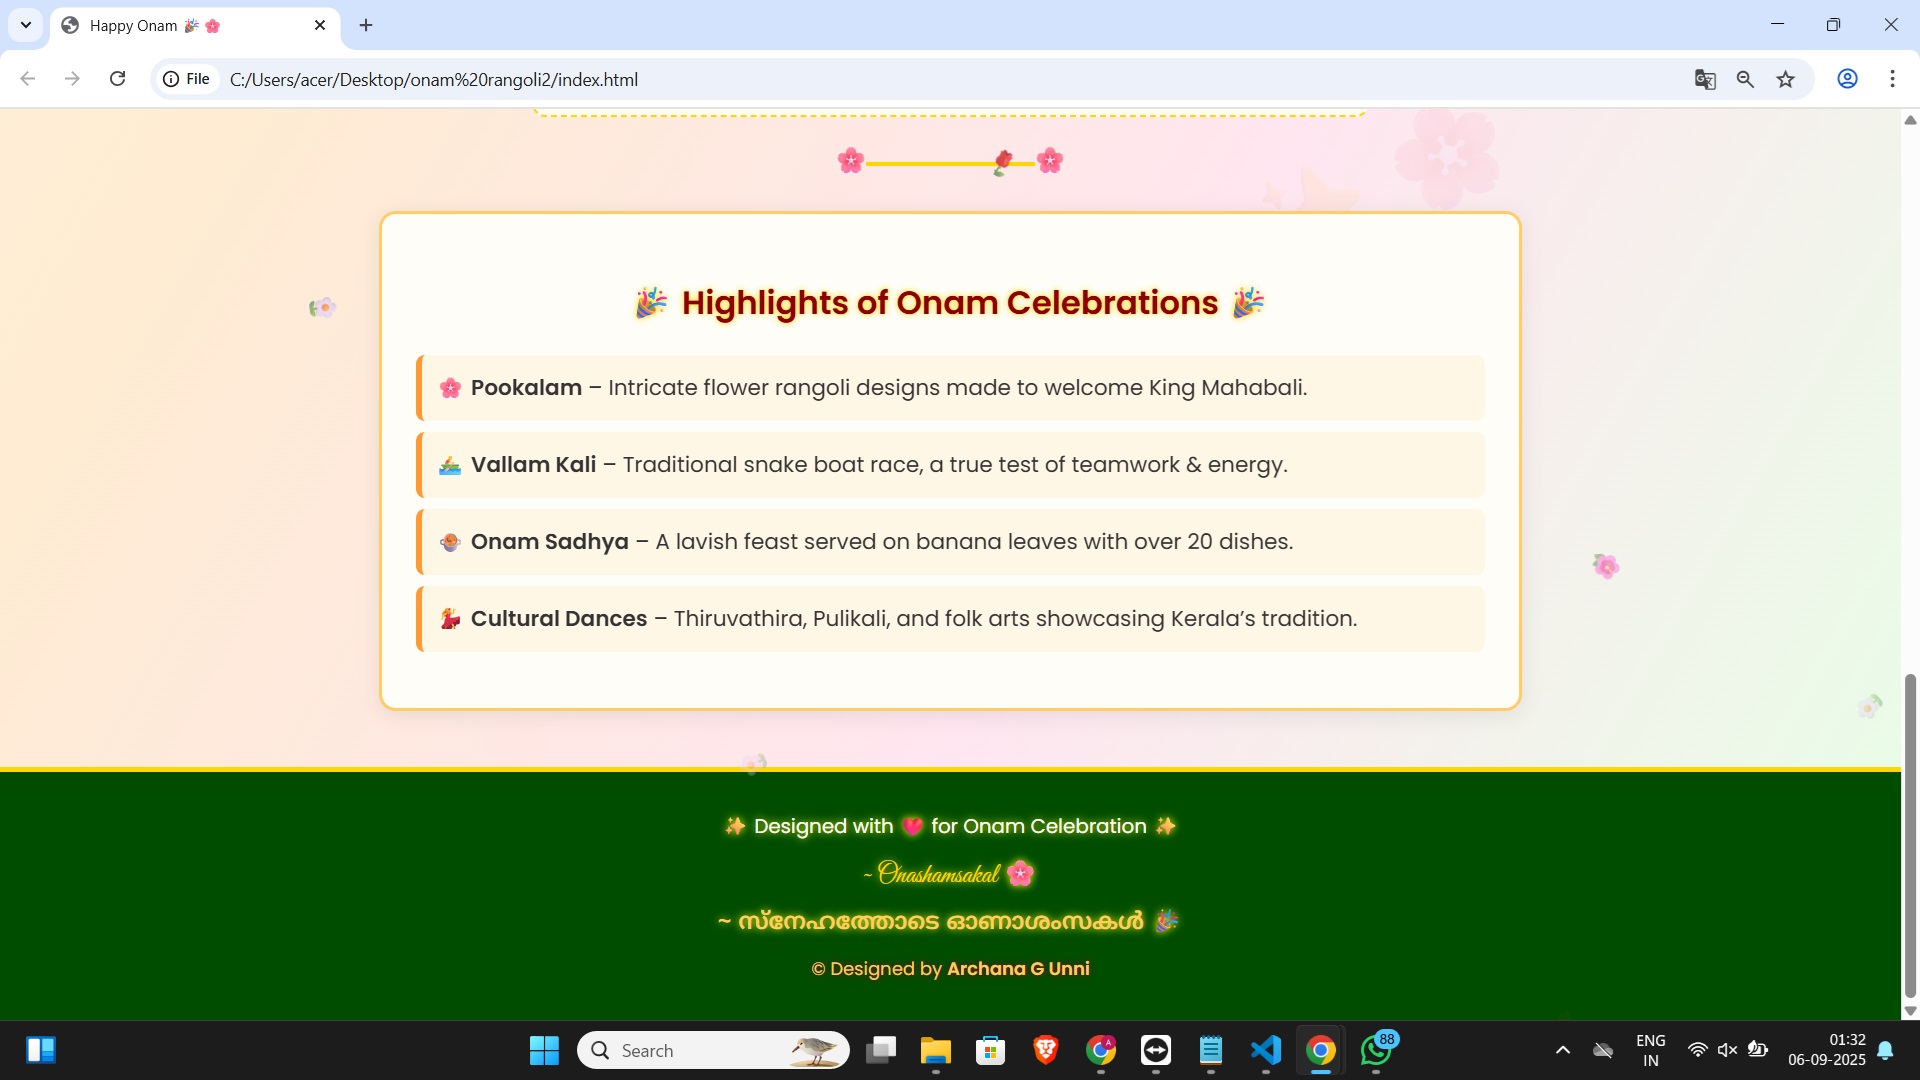 Happy Onam 🎉 🌸
File
C:/Users/acer/Desktop/onam%20rangoli2/index.html
🎉 Highlights of Onam Celebrations 🎉
🌸 Pookalam – Intricate flower rangoli designs made to welcome King Mahabali.
🚣 Vallam Kali – Traditional snake boat race, a true test of teamwork & energy.
🍲 Onam Sadhya – A lavish feast served on banana leaves with over 20 dishes.
💃 Cultural Dances – Thiruvathira, Pulikali, and folk arts showcasing Kerala’s tradition.
✨ Designed with 💖 for Onam Celebration ✨
~ Onashamsakal 🌸
~ സ്നേഹത്തോടെ ഓണാശംസകൾ 🎉
© Designed by Archana G Unni
Search
A
88
ENG
IN
01:32
06-09-2025